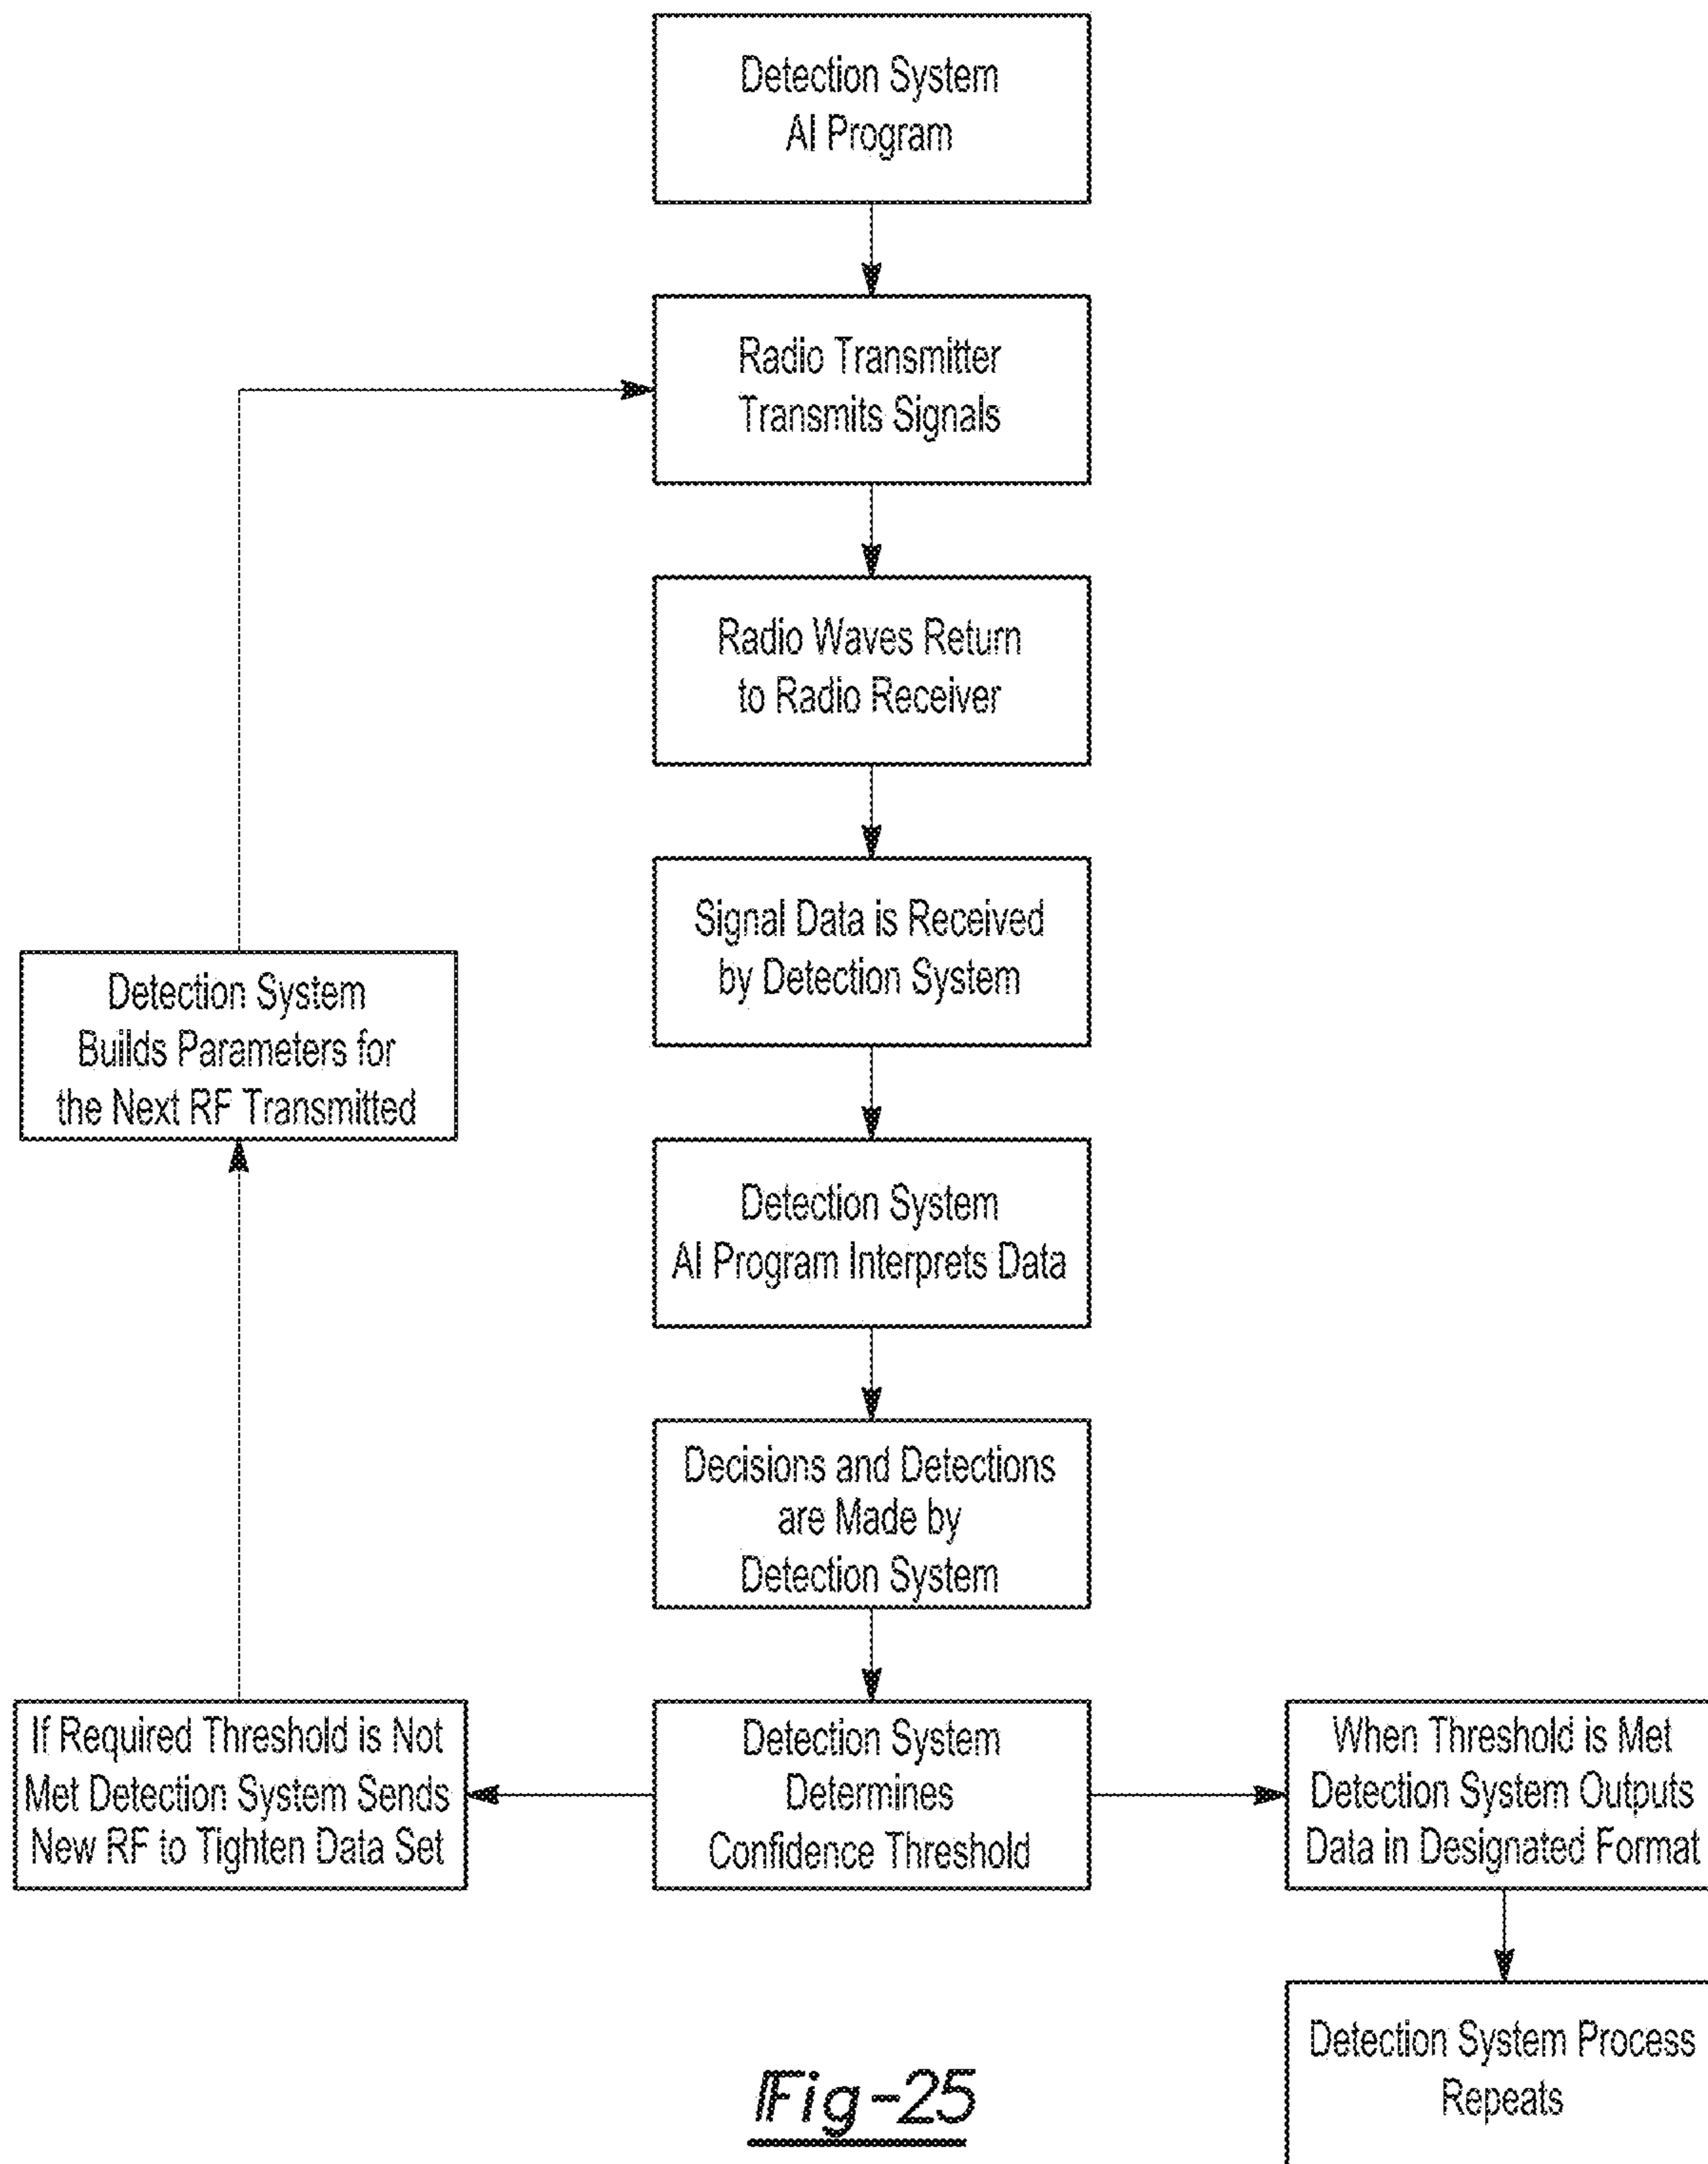 Detection System
AI Program
Radio Transmitter
Transmits Signals
Radio Waves Return
to Radio Receiver
Signal Data is Received
by Detection System
Detection System
Builds Parameters for
the Next RF Transmitted
Detection System
AI Program Interprets Data
Decisions and Detections
are Made by
Detection System
If Required Threshold is Not
Met Detection System Sends
New RF to Tighten Data Set
Detection System
Determines
Confidence Threshold
When Threshold is Met
Detection System Outputs
Data in Designated Format
Detection System Process
Repeats
Fig-25